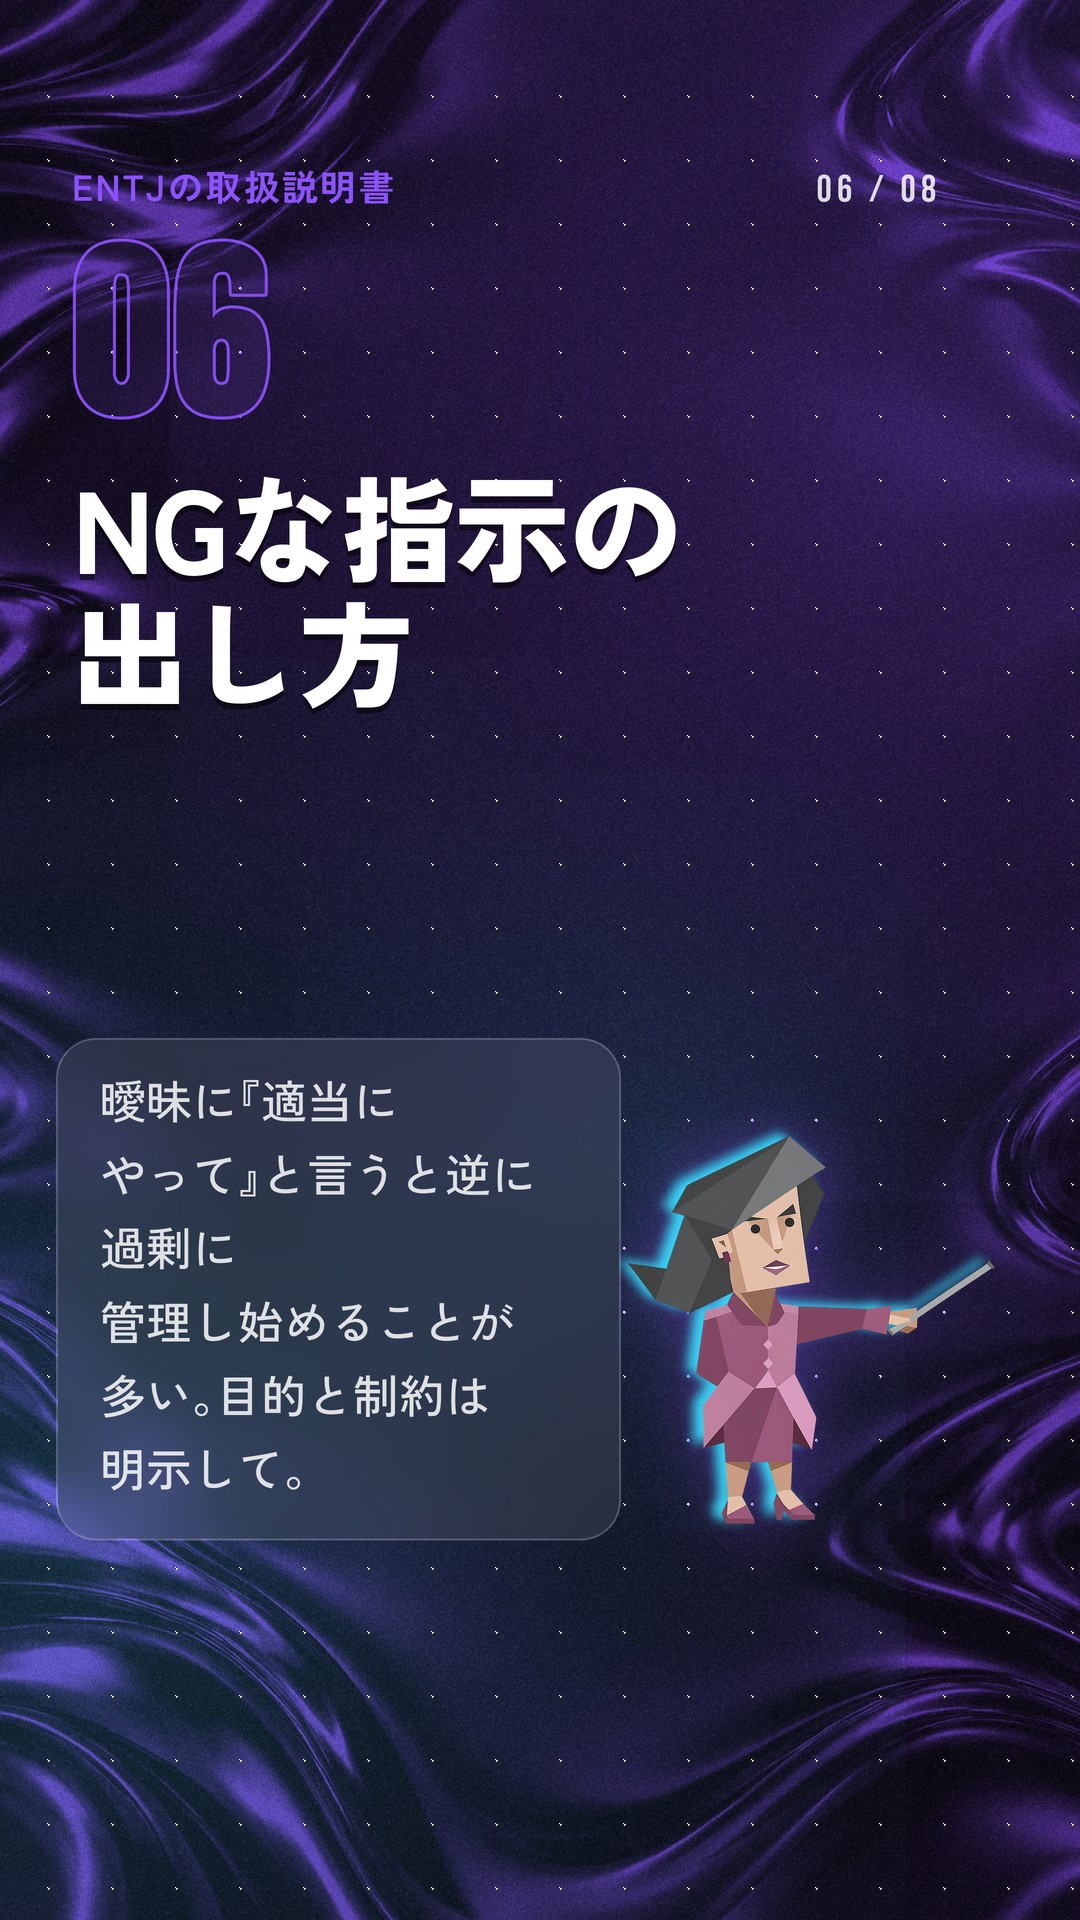 ENTJの取扱説明書
06 / 08
06
NGな指示の
出し方
曖昧に『適当に
やって』と言うと逆に
過剰に
管理し始めることが
多い。目的と制約は
明示して。